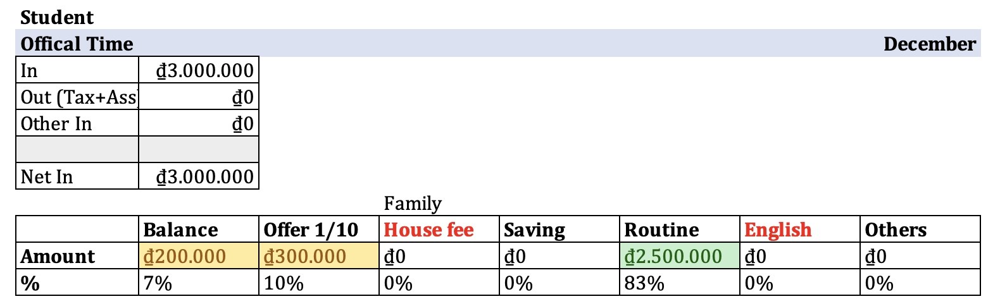 Student
Offical Time December
In ₫3.000.000
Out (Tax+Ass)
₫0
Other In ₫0
Net In ₫3.000.000
Family
Balance Offer 1/10 House fee Saving Routine English Others
Amount ₫200.000 ₫300.000 ₫0 ₫0 ₫2.500.000 ₫0 ₫0
% 7% 10% 0% 0% 83% 0% 0%